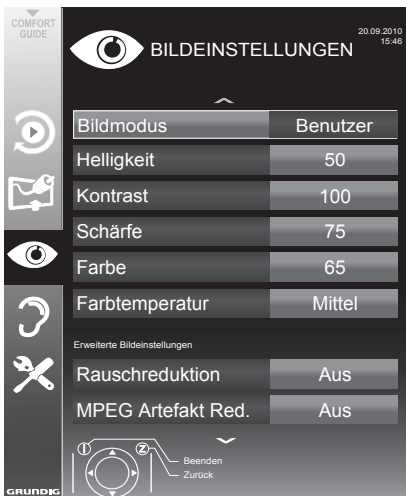 COMFORT
GUIDE
BILDEINSTELLUNGEN
20.09.2010
15:46
Bildmodus Benutzer
Helligkeit 50
Kontrast 100
Schärfe 75
Farbe 65
Farbtemperatur Mittel
Erweiterte Bildeinstellungen
Rauschreduktion Aus
MPEG Artefakt Red. Aus
Z
Beenden
Zurück
GRUNDIG